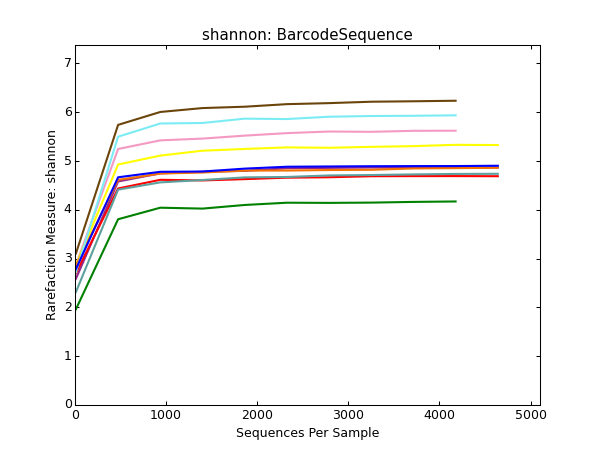 shannon: BarcodeSequence
Rarefaction Measure: shannon
7
6
5
4
3
2
1
0
0 1000 2000 3000 4000 5000
Sequences Per Sample